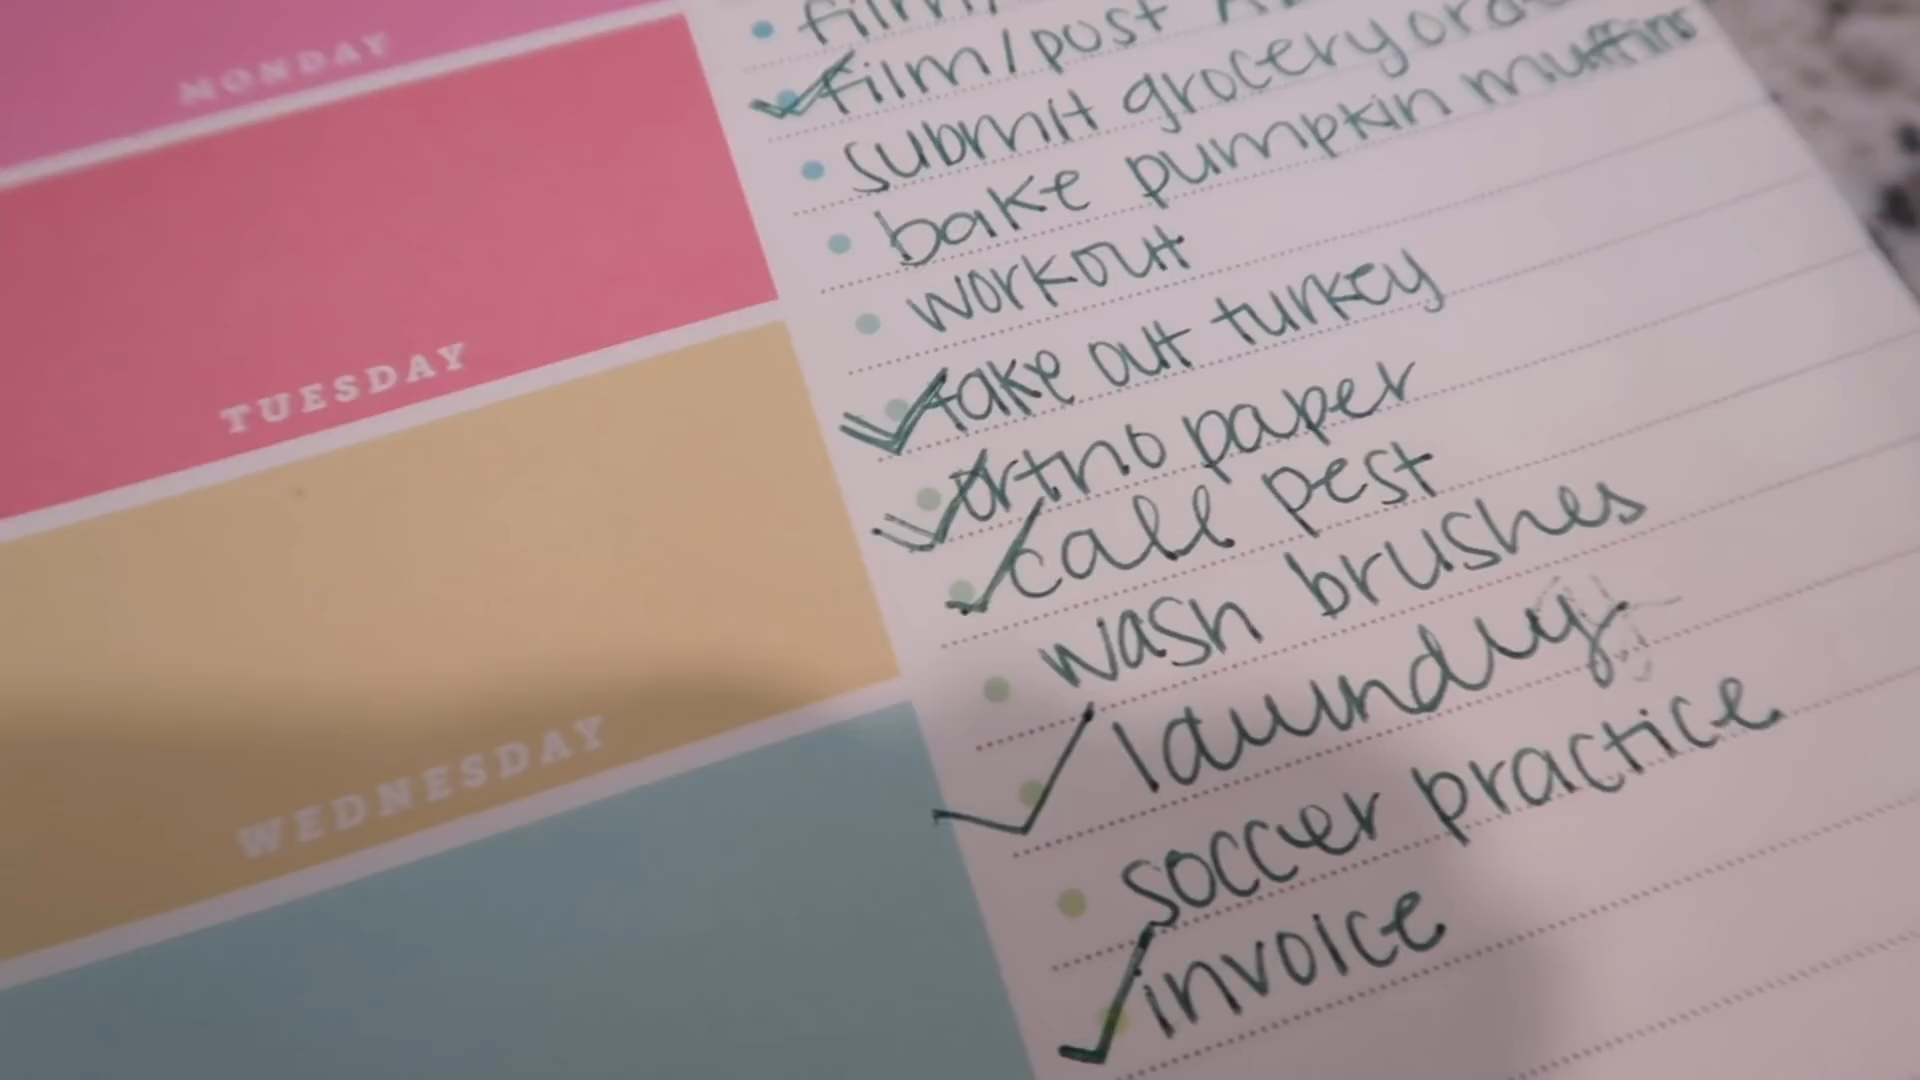 MONDAY
TUESDAY
WEDNESDAY
film/
film/post
submit grocery
bake pumpkin muffins
workout
take out turkey
ortho paper
call pest
wash brushes
laundry
soccer practice
invoice